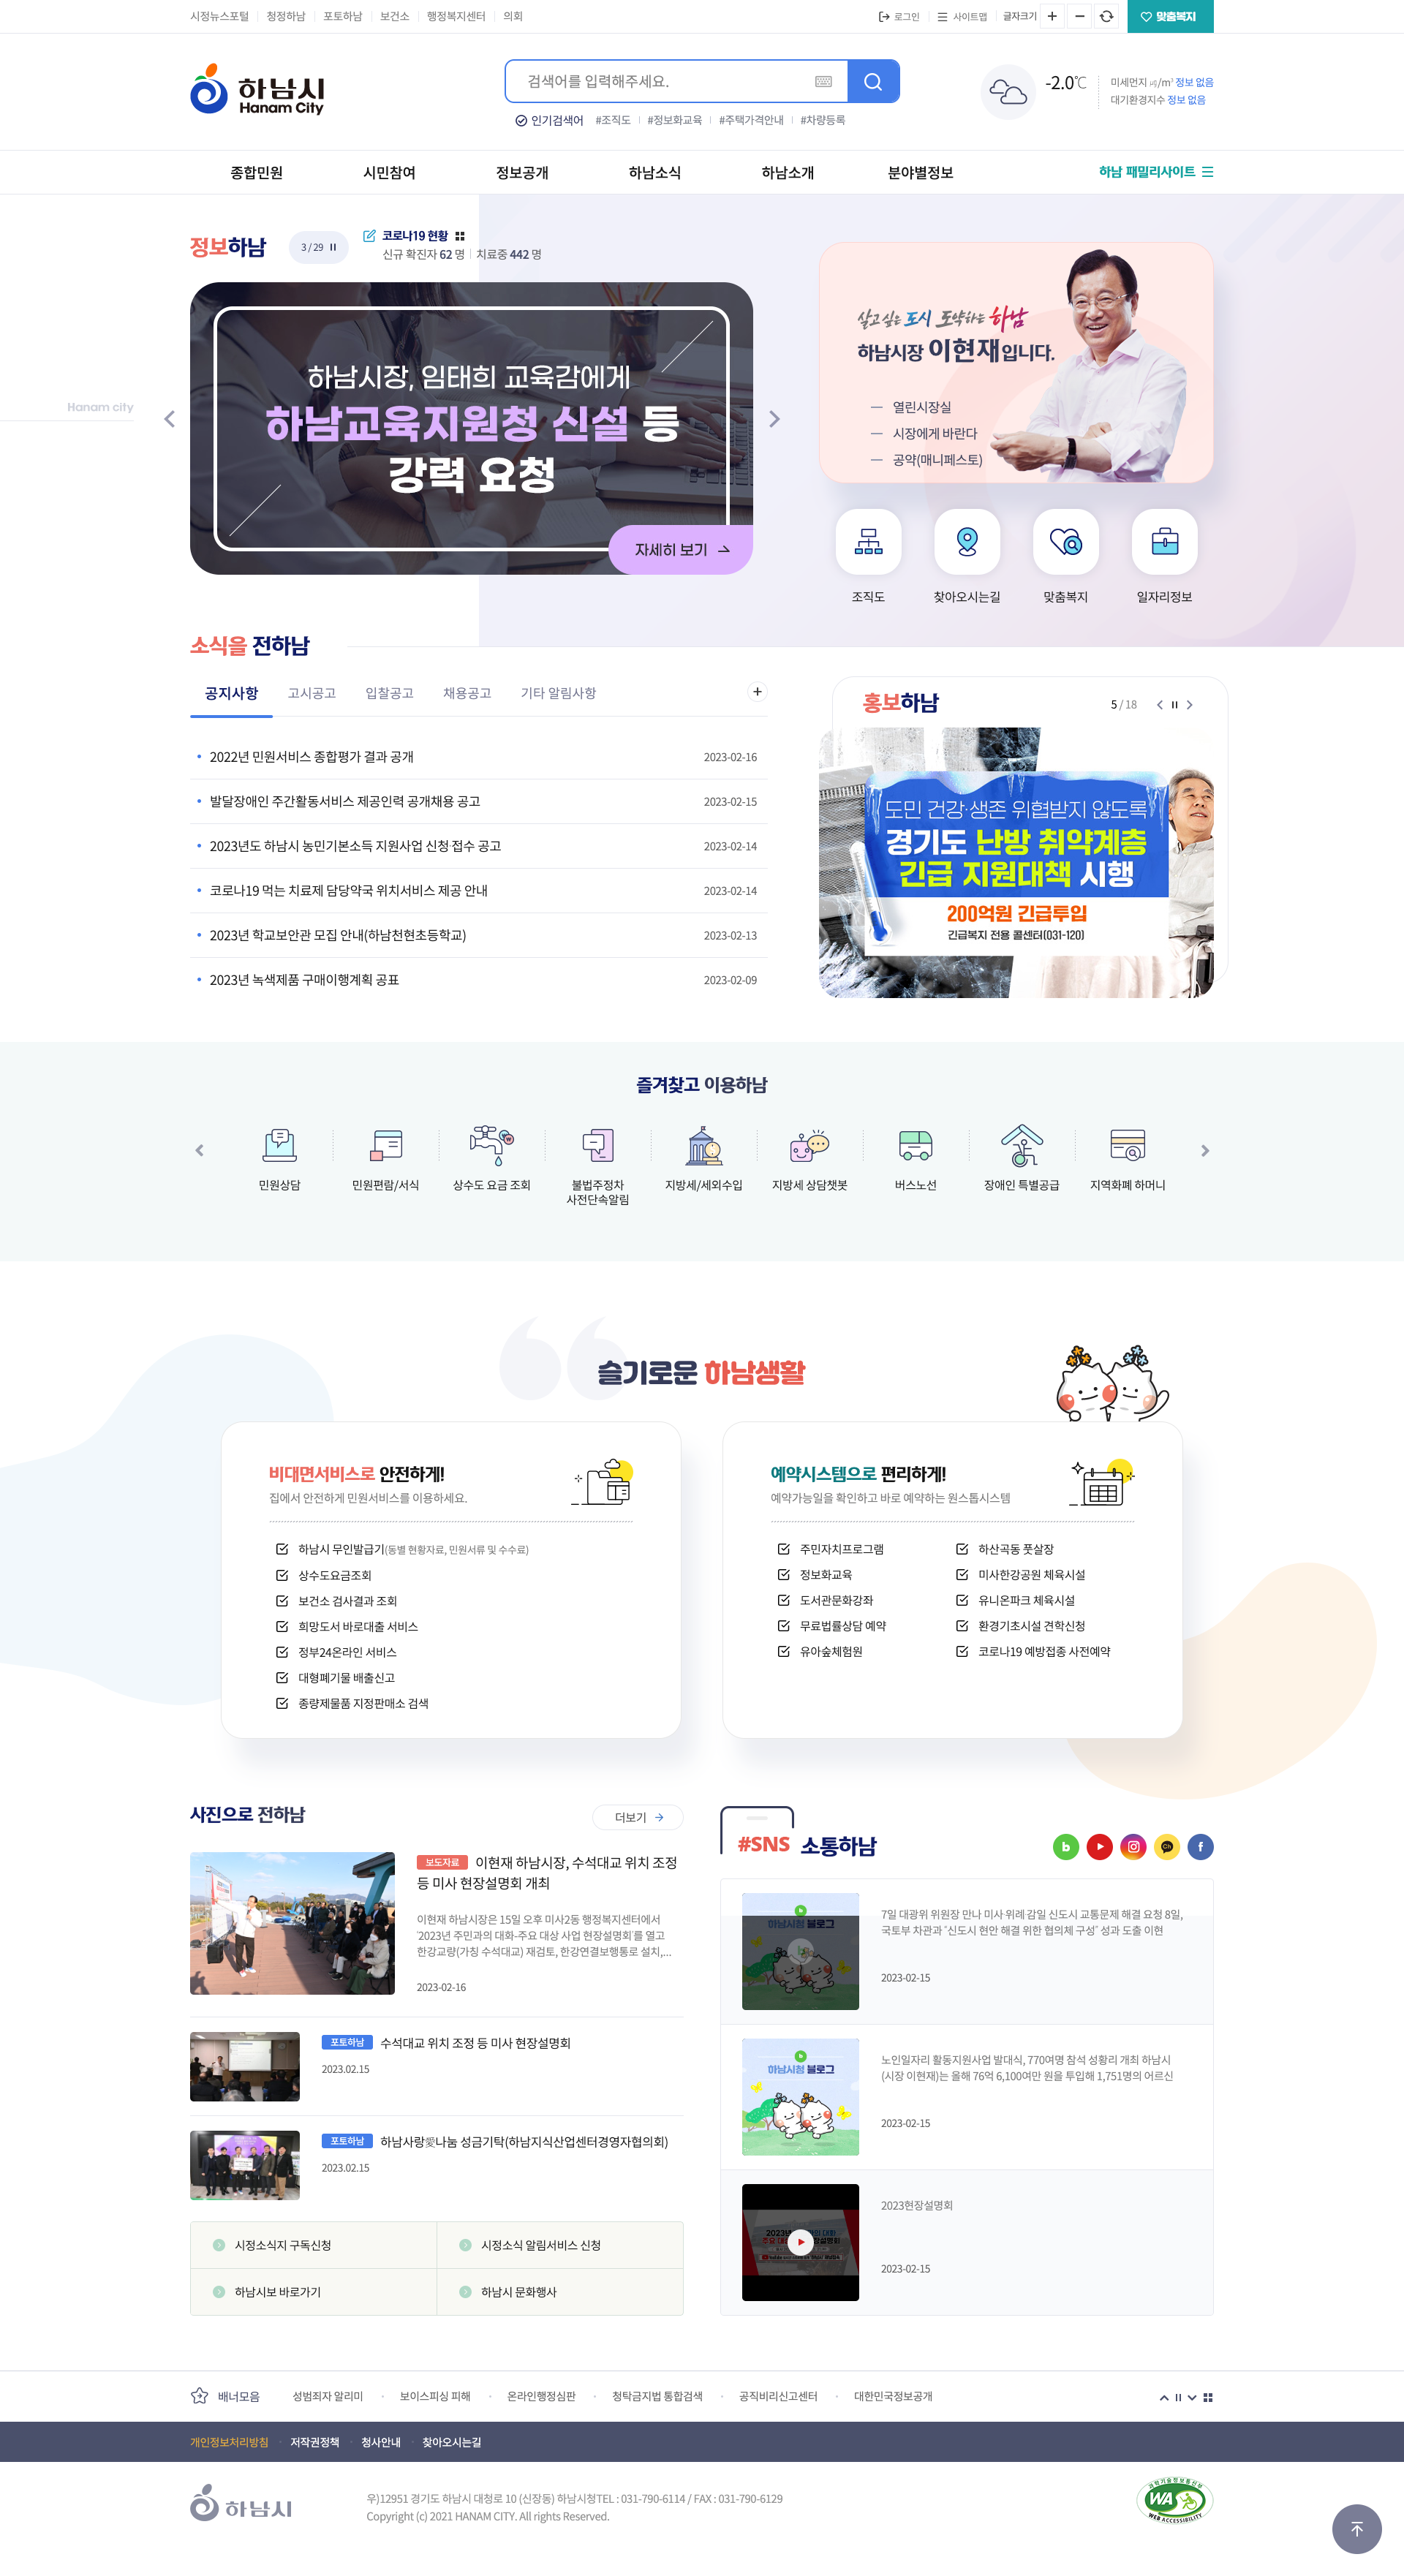 시정뉴스포털 청정하남 포토하남 보건소 행정복지센터 의회
로그인 사이트맵 글자크기 맞춤복지
하남시
Hanam City
검색어를 입력해주세요.
인기검색어 #조직도 #정보화교육 #주택가격안내 #차량등록
-2.0℃
미세먼지 ㎍/m³ 정보 없음
대기환경지수 정보 없음
종합민원 시민참여 정보공개 하남소식 하남소개 분야별정보
하남 패밀리사이트
정보하남
3 / 29
코로나19 현황
신규 확진자 62 명 치료중 442 명
Hanam city
하남시장, 임태희 교육감에게
하남교육지원청 신설 등
강력 요청
자세히 보기
살고싶은 도시 도약하는 하남
하남시장 이현재입니다.
열린시장실
시장에게 바란다
공약(매니페스토)
조직도 찾아오시는길 맞춤복지 일자리정보
소식을 전하남
공지사항 고시공고 입찰공고 채용공고 기타 알림사항
2022년 민원서비스 종합평가 결과 공개 2023-02-16
발달장애인 주간활동서비스 제공인력 공개채용 공고 2023-02-15
2023년도 하남시 농민기본소득 지원사업 신청·접수 공고 2023-02-14
코로나19 먹는 치료제 담당약국 위치서비스 제공 안내 2023-02-14
2023년 학교보안관 모집 안내(하남천현초등학교) 2023-02-13
2023년 녹색제품 구매이행계획 공표 2023-02-09
홍보하남
5 / 18
도민 건강·생존 위협받지 않도록
경기도 난방 취약계층
긴급 지원대책 시행
200억원 긴급투입
긴급복지 전용 콜센터(031-120)
즐겨찾고 이용하남
민원상담
민원편람/서식
상수도 요금 조회
불법주정차
사전단속알림
지방세/세외수입
지방세 상담챗봇
버스노선
장애인 특별공급
지역화폐 하머니
슬기로운 하남생활
비대면서비스로 안전하게!
집에서 안전하게 민원서비스를 이용하세요.
하남시 무인발급기(동별 현황자료, 민원서류 및 수수료)
상수도요금조회
보건소 검사결과 조회
희망도서 바로대출 서비스
정부24온라인 서비스
대형폐기물 배출신고
종량제물품 지정판매소 검색
예약시스템으로 편리하게!
예약가능일을 확인하고 바로 예약하는 원스톱시스템
주민자치프로그램
정보화교육
도서관문화강좌
무료법률상담 예약
유아숲체험원
하산곡동 풋살장
미사한강공원 체육시설
유니온파크 체육시설
환경기초시설 견학신청
코로나19 예방접종 사전예약
사진으로 전하남
더보기
보도자료 이현재 하남시장, 수석대교 위치 조정
등 미사 현장설명회 개최
이현재 하남시장은 15일 오후 미사2동 행정복지센터에서
'2023년 주민과의 대화-주요 대상 사업 현장설명회'를 열고
한강교량(가칭 수석대교) 재검토, 한강연결보행통로 설치,...
2023-02-16
포토하남 수석대교 위치 조정 등 미사 현장설명회
2023.02.15
포토하남 하남사랑愛나눔 성금기탁(하남지식산업센터경영자협의회)
2023.02.15
시정소식지 구독신청
시정소식 알림서비스 신청
하남시보 바로가기
하남시 문화행사
#SNS 소통하남
하남시청 블로그
7일 대광위 위원장 만나 미사·위례·감일 신도시 교통문제 해결 요청 8일,
국토부 차관과 “신도시 현안 해결 위한 협의체 구성” 성과 도출 이현
2023-02-15
하남시청 블로그
노인일자리 활동지원사업 발대식, 770여명 참석 성황리 개최 하남시
(시장 이현재)는 올해 76억 6,100여만 원을 투입해 1,751명의 어르신
2023-02-15
2023현장설명회
2023-02-15
배너모음 성범죄자 알리미 보이스피싱 피해 온라인행정심판 청탁금지법 통합검색 공직비리신고센터 대한민국정보공개
개인정보처리방침 저작권정책 청사안내 찾아오시는길
하남시
우)12951 경기도 하남시 대청로 10 (신장동) 하남시청TEL : 031-790-6114 / FAX : 031-790-6129
Copyright (c) 2021 HANAM CITY. All rights Reserved.
과학기술정보통신부
WA
WEB ACCESSIBILITY